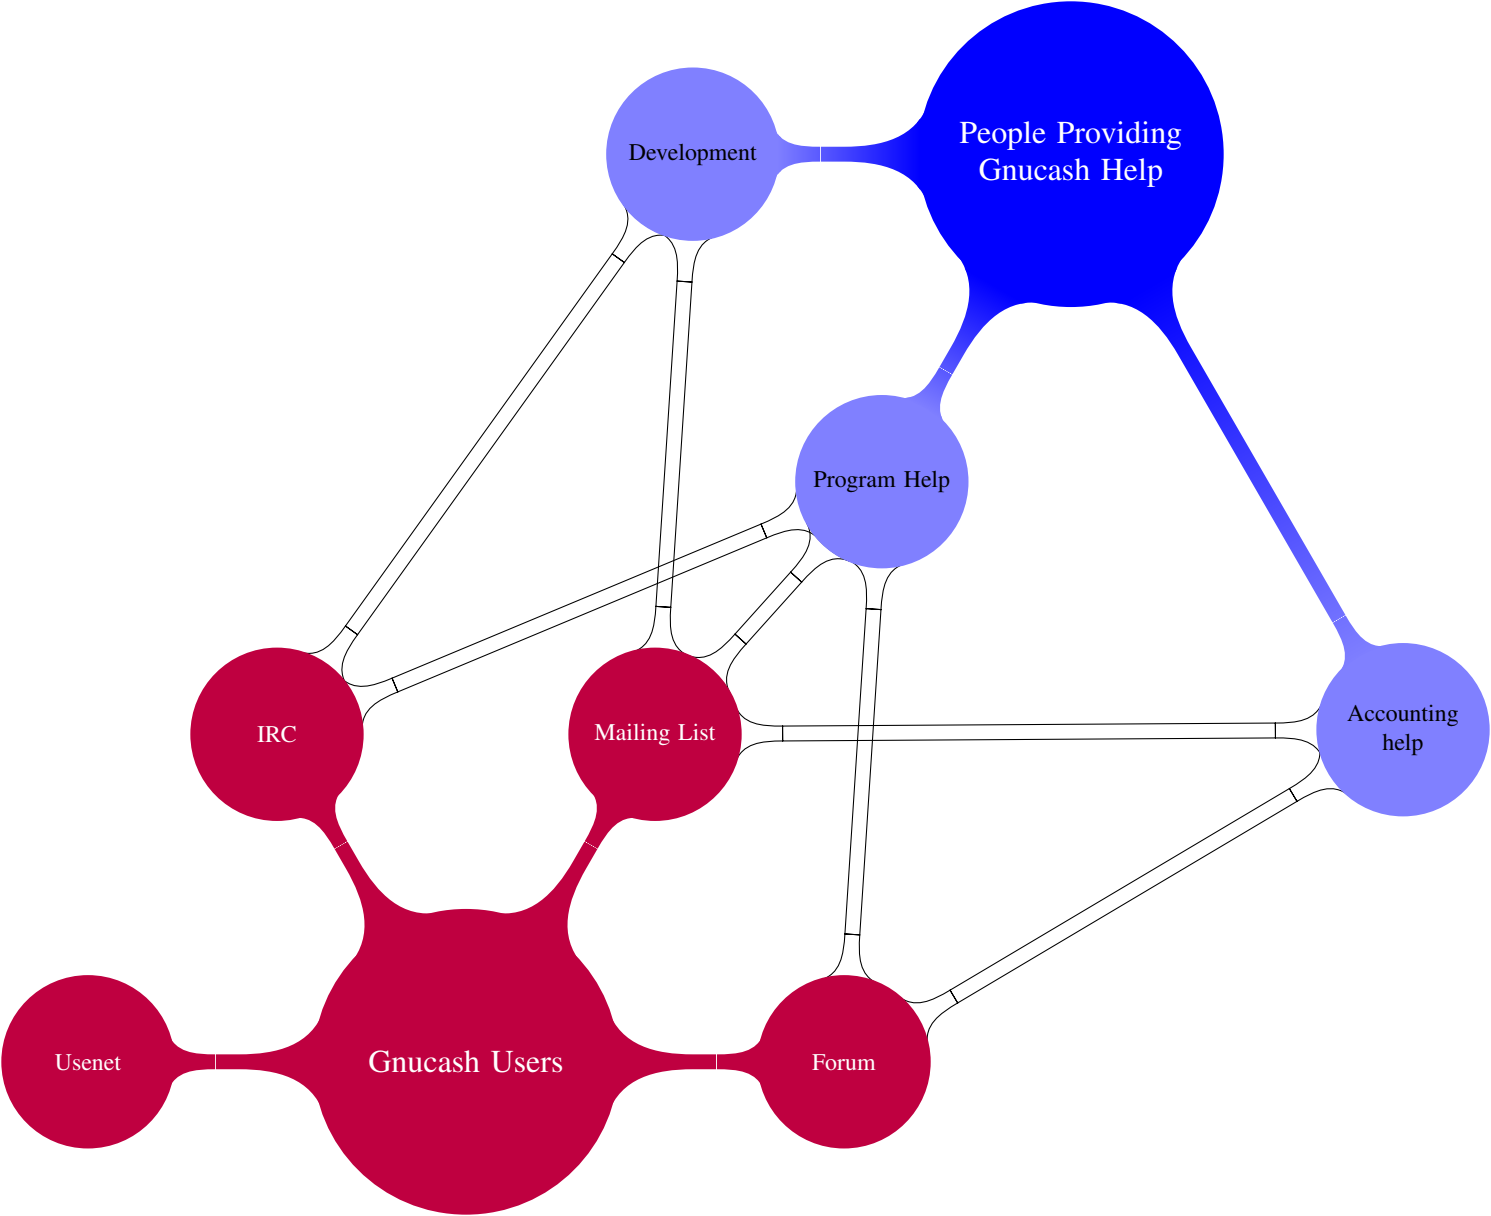 People Providing
Gnucash Help
Development
Program Help
Accounting
help
IRC
Mailing List
Usenet
Gnucash Users
Forum